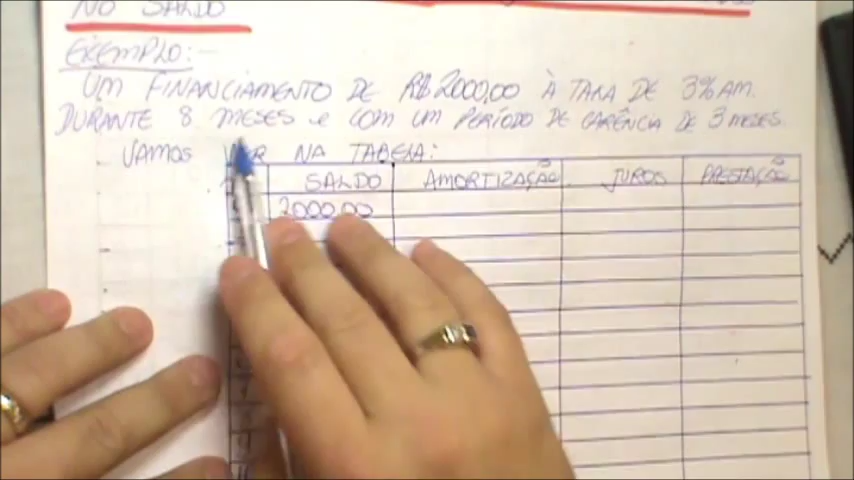 NO SALDO
EXEMPLO:-
UM FINANCIAMENTO DE R$2000,00 À TAXA DE 3% AM.
DURANTE 8 MESES e COM UM PERÍODO DE CARÊNCIA DE 3 MESES.
VAMOS NA TABELA:
SALDO AMORTIZAÇÃO JUROS PRESTAÇÃO
2000,00